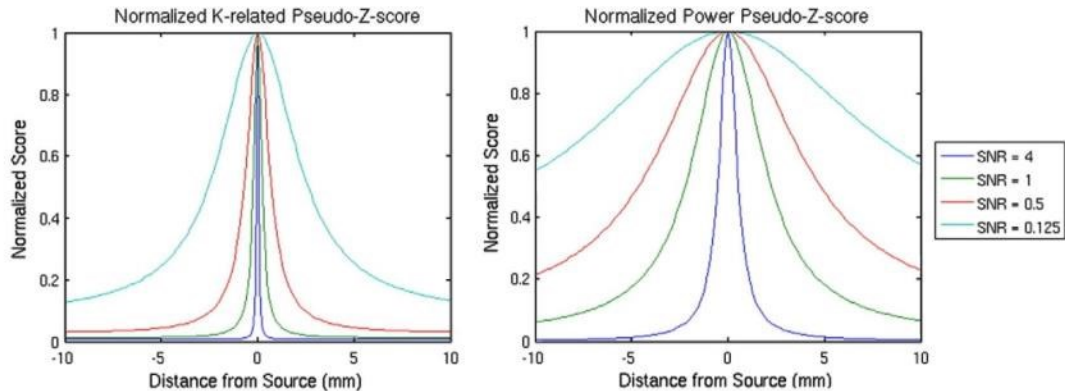 Normalized K-related Pseudo-Z-score
1
0.8
0.6
0.4
0.2
0
Normalized Score
-10
-5
0
5
10
Distance from Source (mm)
Normalized Power Pseudo-Z-score
1
0.8
0.6
0.4
0.2
0
Normalized Score
-10
-5
0
5
10
Distance from Source (mm)
SNR = 4
SNR = 1
SNR = 0.5
SNR = 0.125